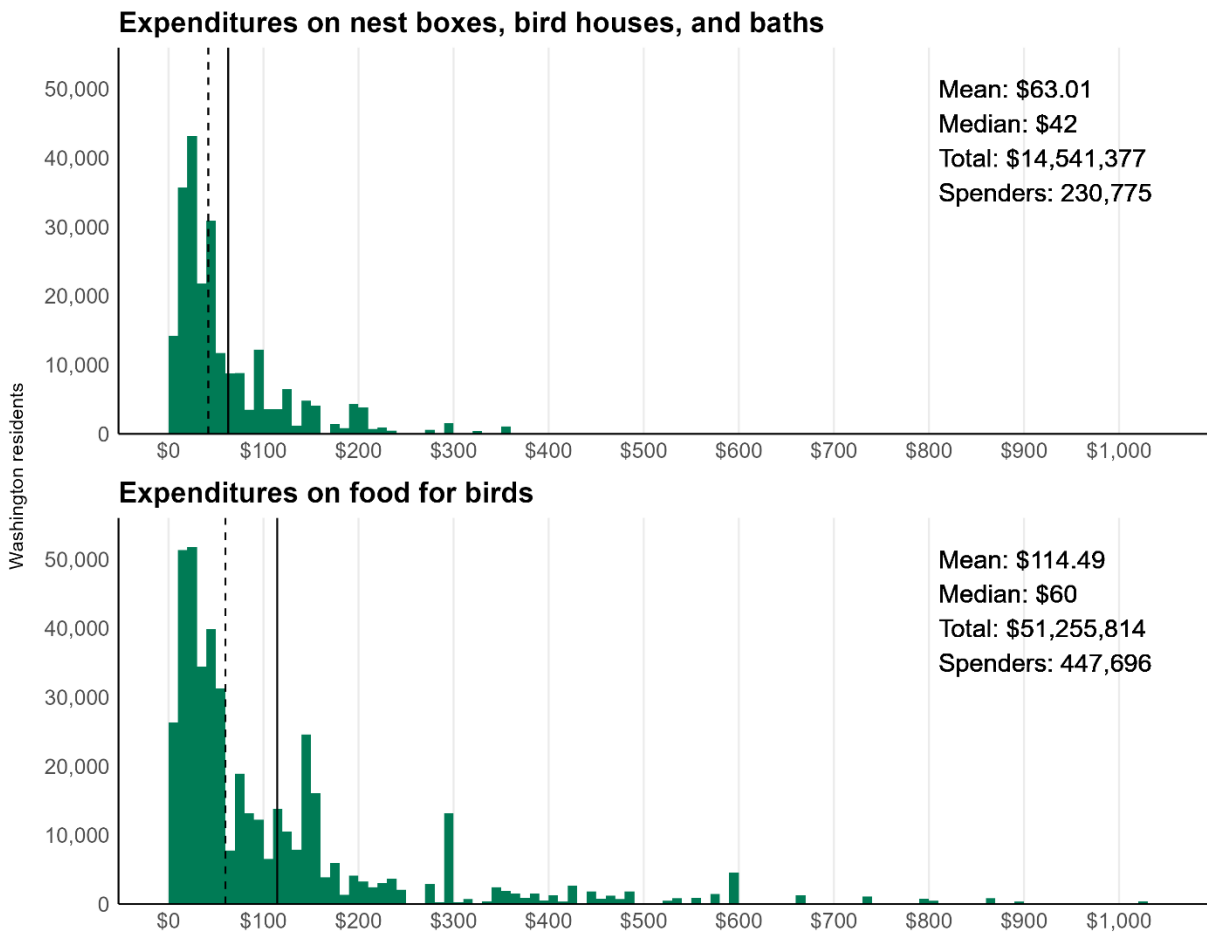 Expenditures on nest boxes, bird houses, and baths
Mean: $63.01
Median: $42
Total: $14,541,377
Spenders: 230,775
50,000
40,000
30,000
20,000
10,000
0
$0 $100 $200 $300 $400 $500 $600 $700 $800 $900 $1,000
Washington residents
Expenditures on food for birds
Mean: $114.49
Median: $60
Total: $51,255,814
Spenders: 447,696
50,000
40,000
30,000
20,000
10,000
0
$0 $100 $200 $300 $400 $500 $600 $700 $800 $900 $1,000